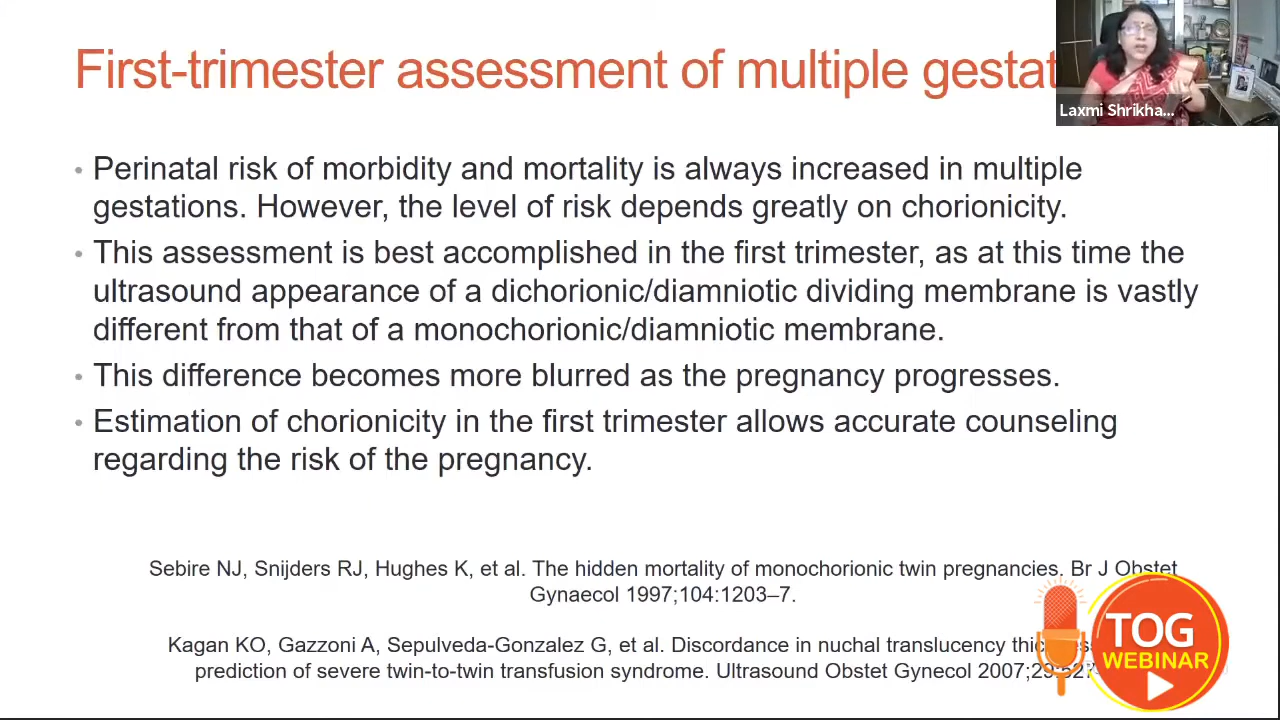 First-trimester assessment of multiple gestat
Laxmi Shrikha...
• Perinatal risk of morbidity and mortality is always increased in multiple
gestations. However, the level of risk depends greatly on chorionicity.
• This assessment is best accomplished in the first trimester, as at this time the
ultrasound appearance of a dichorionic/diamniotic dividing membrane is vastly
different from that of a monochorionic/diamniotic membrane.
• This difference becomes more blurred as the pregnancy progresses.
• Estimation of chorionicity in the first trimester allows accurate counseling
regarding the risk of the pregnancy.
Sebire NJ, Snijders RJ, Hughes K, et al. The hidden mortality of monochorionic twin pregnancies. Br J Obstet
Gynaecol 1997;104:1203–7.
Kagan KO, Gazzoni A, Sepulveda-Gonzalez G, et al. Discordance in nuchal translucency
prediction of severe twin-to-twin transfusion syndrome. Ultrasound Obstet Gynecol 2007;29:527
TOG
WEBINAR